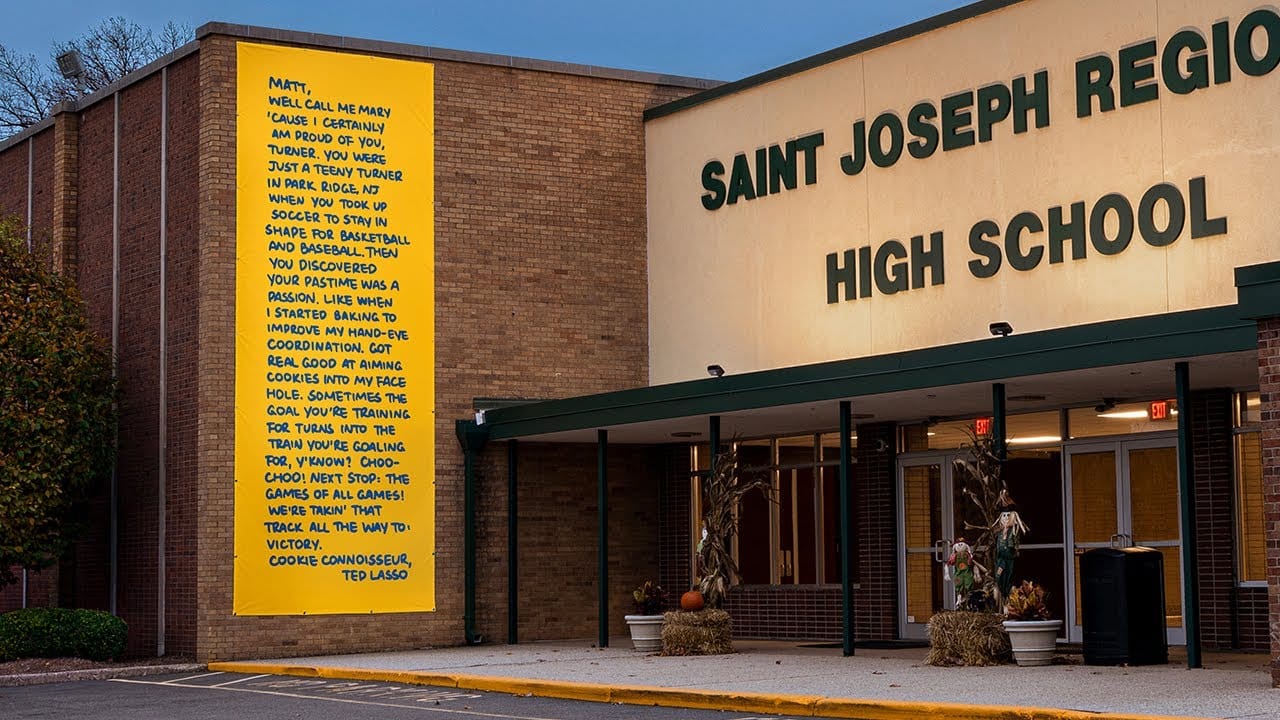 MATT,
WELL CALL ME MARY
'CAUSE I CERTAINLY
AM PROUD OF YOU,
TURNER. YOU WERE
JUST A TEENY TURNER
IN PARK RIDGE, NJ
WHEN YOU TOOK UP
SOCCER TO STAY IN
SHAPE FOR BASKETBALL
AND BASEBALL. THEN
YOU DISCOVERED
YOUR PASTIME WAS A
PASSION. LIKE WHEN
I STARTED BAKING TO
IMPROVE MY HAND-EYE
COORDINATION. GOT
REAL GOOD AT AIMING
COOKIES INTO MY FACE
HOLE. SOMETIMES THE
GOAL YOU'RE TRAINING
FOR TURNS INTO THE
TRAIN YOU'RE GOALING
FOR, Y'KNOW? CHOO-
CHOO! NEXT STOP: THE
GAMES OF ALL GAMES!
WE'RE TAKIN' THAT
TRACK ALL THE WAY TO:
VICTORY.
COOKIE CONNOISSEUR,
TED LASSO
SAINT JOSEPH REGIO
HIGH SCHOOL
EXIT
EXIT